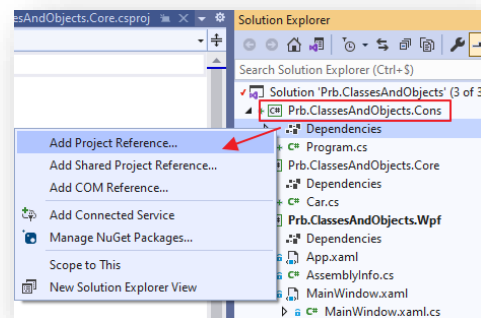 esAndObjects.Core.csproj
Solution Explorer
Search Solution Explorer (Ctrl+$)
Solution 'Prb.ClassesAndObjects' (3 of 3
C# Prb.ClassesAndObjects.Cons
Dependencies
C# Program.cs
Prb.ClassesAndObjects.Core
Dependencies
C# Car.cs
Prb.ClassesAndObjects.Wpf
Dependencies
App.xaml
C# AssemblyInfo.cs
MainWindow.xaml
C# MainWindow.xaml.cs
Add Project Reference...
Add Shared Project Reference...
Add COM Reference...
Add Connected Service
Manage NuGet Packages...
Scope to This
New Solution Explorer View